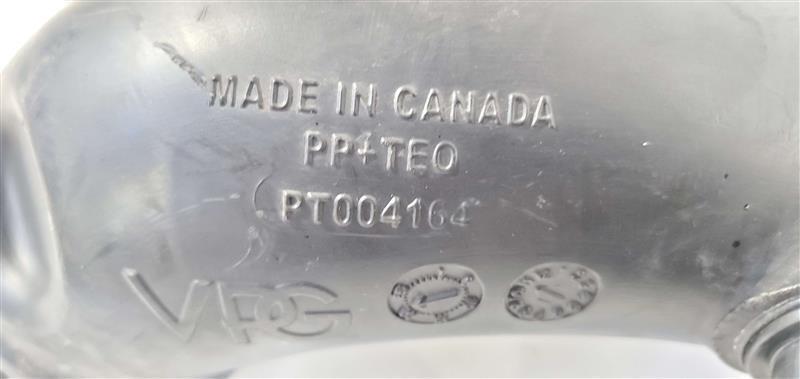 MADE IN CANADA
PP+TEO
PT004164
VPG